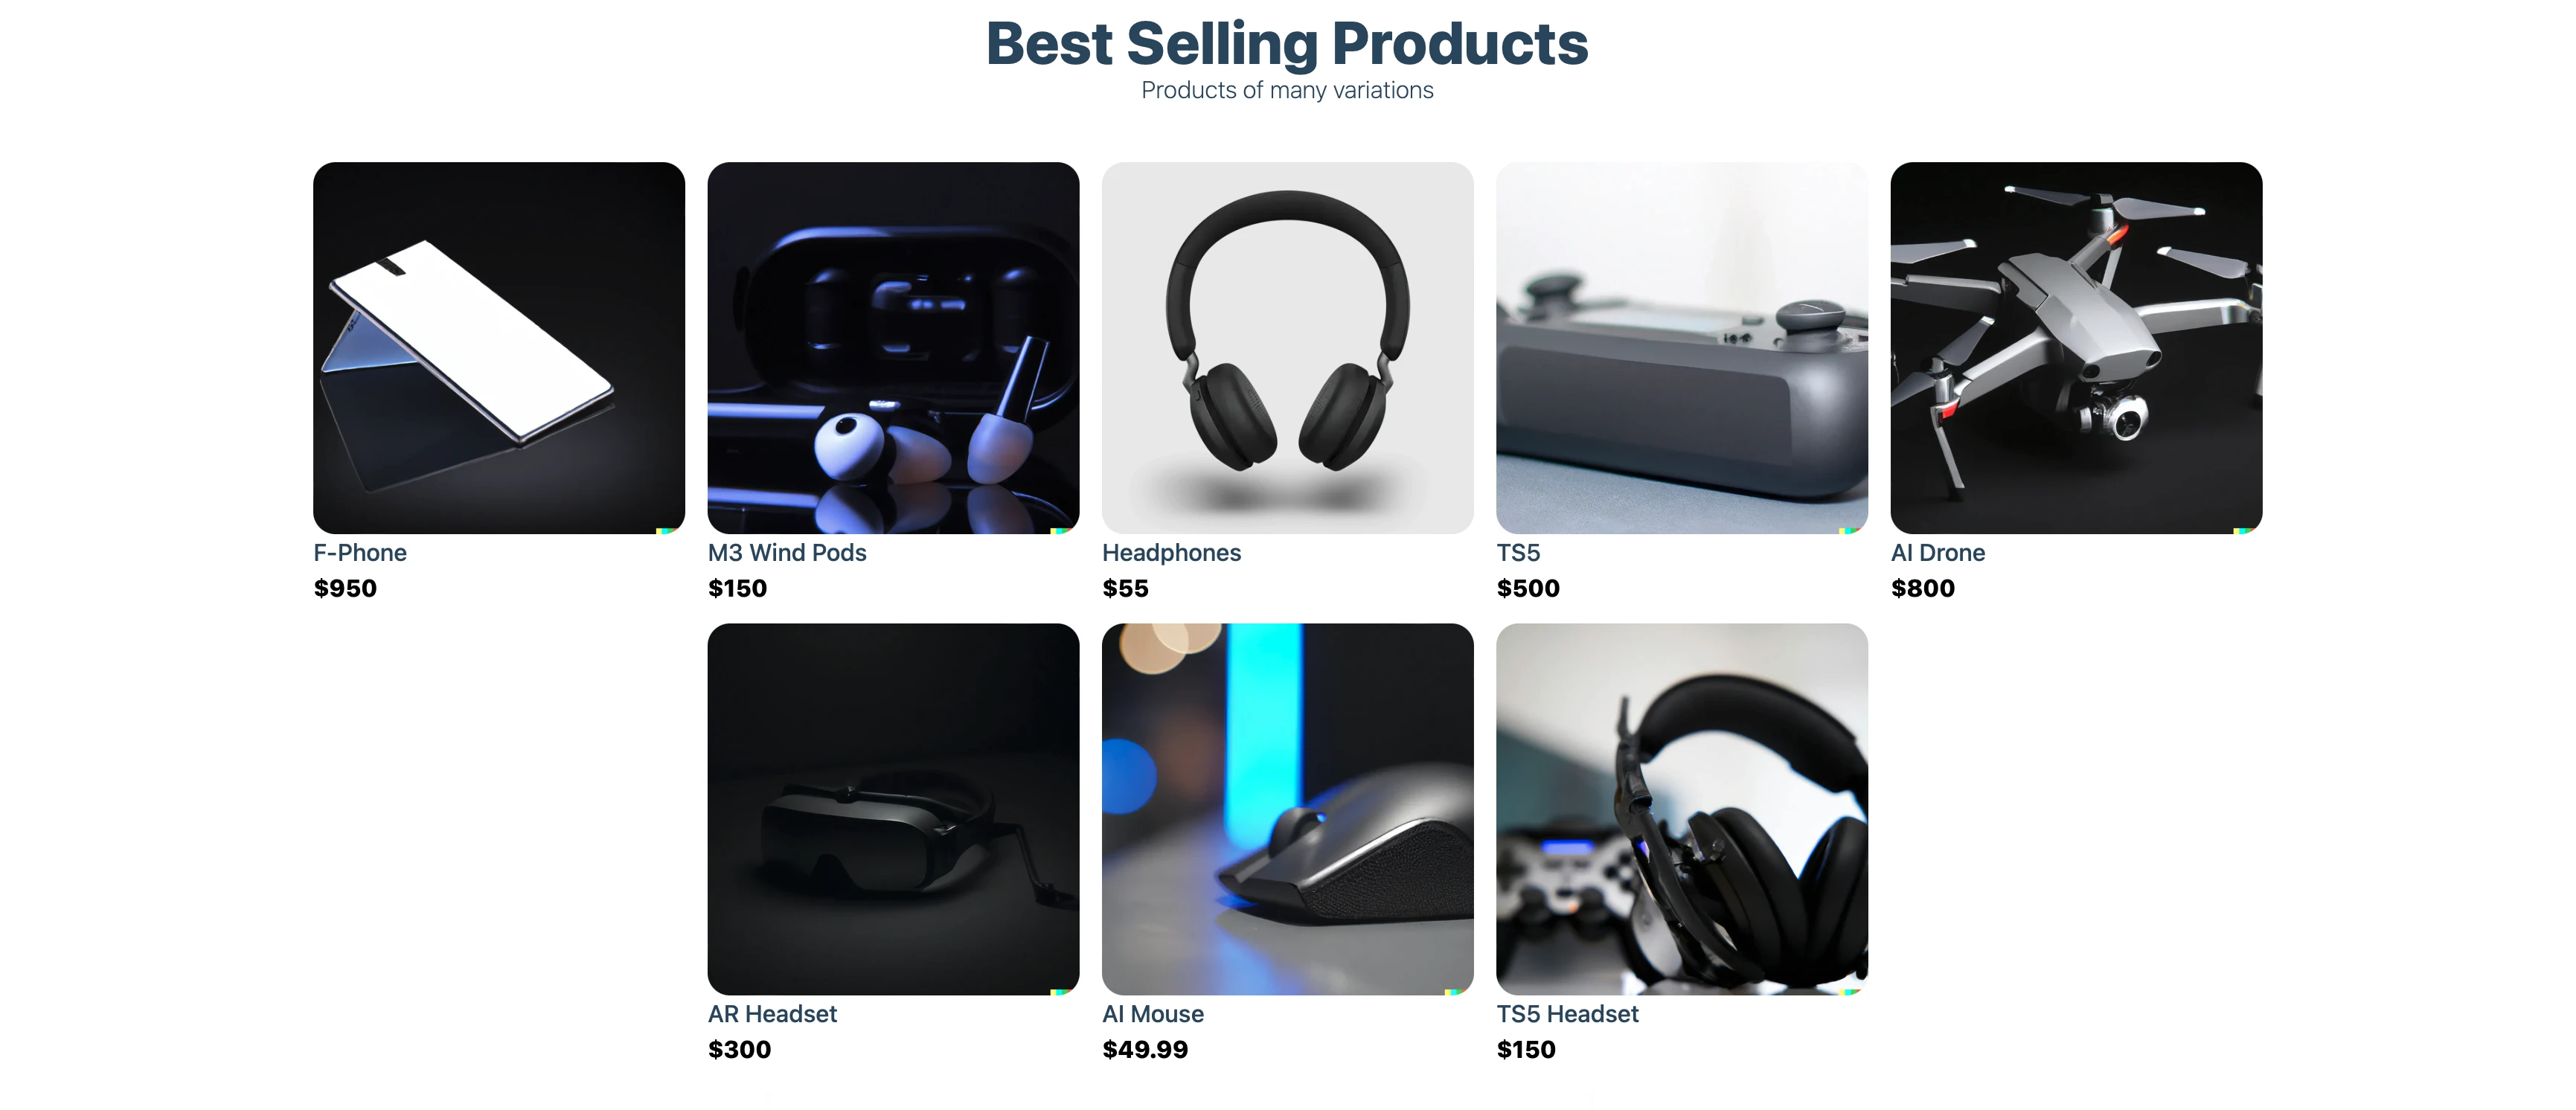 Best Selling Products
Products of many variations
F-Phone
$950
M3 Wind Pods
$150
Headphones
$55
TS5
$500
AI Drone
$800
AR Headset
$300
AI Mouse
$49.99
TS5 Headset
$150